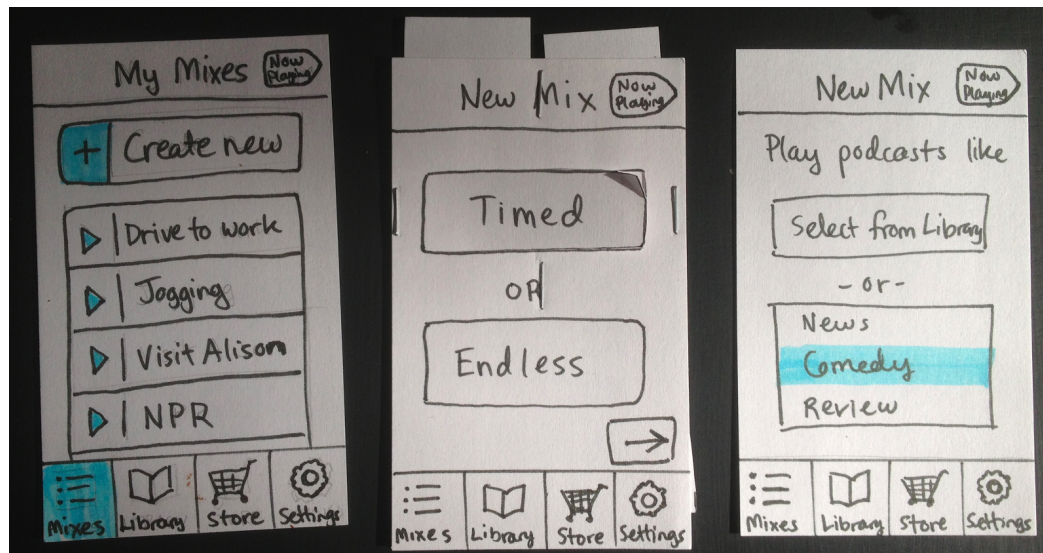 My Mixes
Now
Playing
+ Create new
Drive to work
Jogging
Visit Alison
NPR
Mixes
Library
Store
Settings
New Mix
Now
Playing
Timed
OR
Endless
Mixes
Library
Store
Settings
New Mix
Now
Playing
Play podcasts like
Select from Library
- or -
News
Comedy
Review
Mixes
Library
Store
Settings